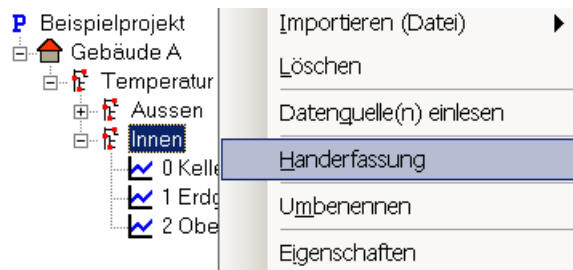 P Beispielprojekt
Gebäude A
Temperatur
Aussen
Innen
0 Kelle
1 Erdg
2 Obe
Importieren (Datei)
Löschen
Datenquelle(n) einlesen
Handerfassung
Umbenennen
Eigenschaften